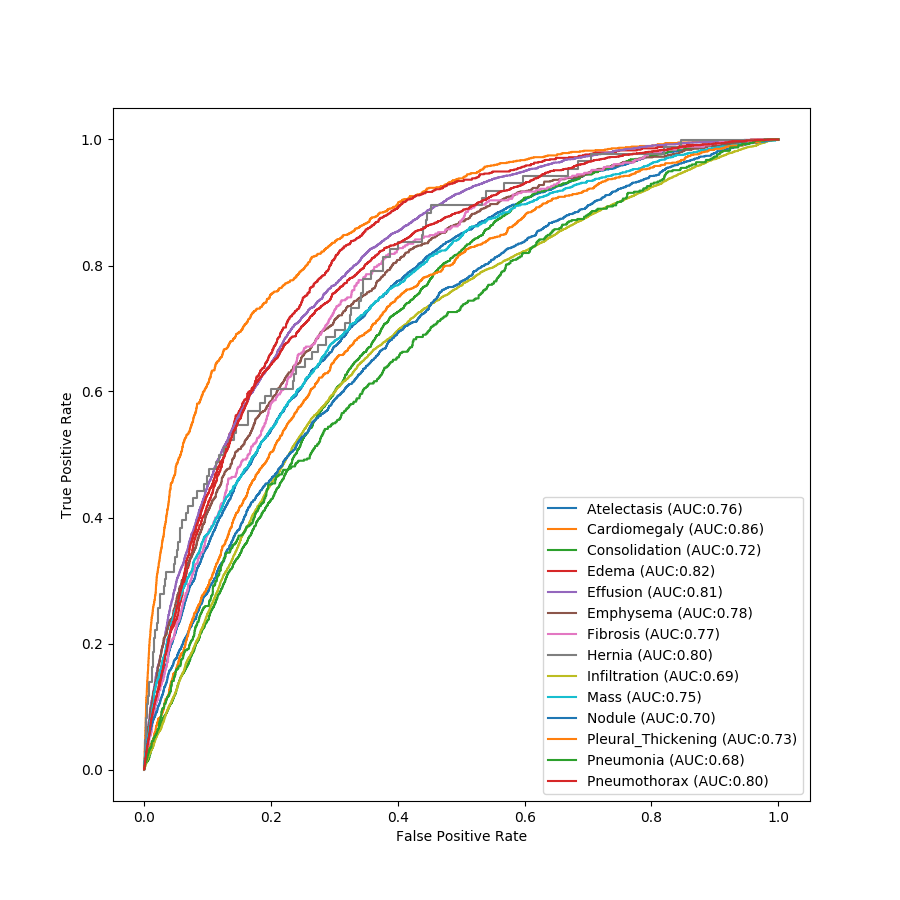 1.0
0.8
0.6
0.4
0.2
0.0
True Positive Rate
Atelectasis (AUC:0.76)
Cardiomegaly (AUC:0.86)
Consolidation (AUC:0.72)
Edema (AUC:0.82)
Effusion (AUC:0.81)
Emphysema (AUC:0.78)
Fibrosis (AUC:0.77)
Hernia (AUC:0.80)
Infiltration (AUC:0.69)
Mass (AUC:0.75)
Nodule (AUC:0.70)
Pleural_Thickening (AUC:0.73)
Pneumonia (AUC:0.68)
Pneumothorax (AUC:0.80)
0.0 0.2 0.4 0.6 0.8 1.0
False Positive Rate